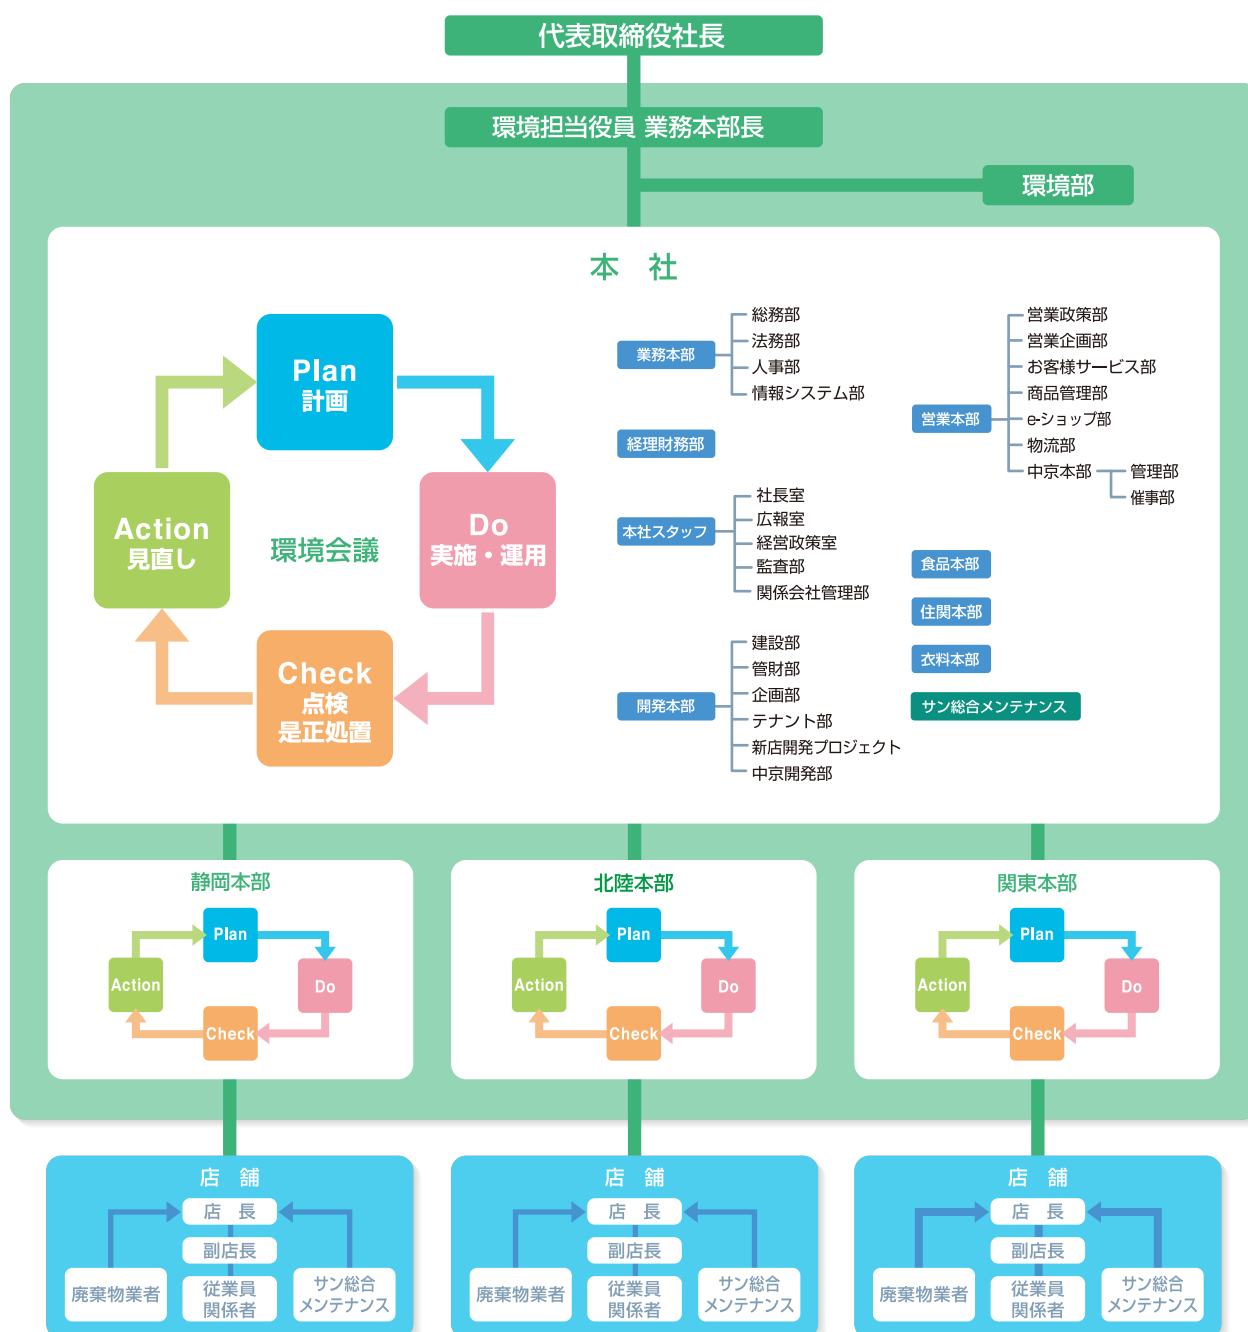 代表取締役社長
環境担当役員 業務本部長
環境部
本 社
Plan
計画
Do
実施・運用
Check
点検
是正処置
Action
見直し
環境会議
業務本部
総務部
法務部
人事部
情報システム部
経理財務部
本社スタッフ
社長室
広報室
経営政策室
監査部
関係会社管理部
開発本部
建設部
管財部
企画部
テナント部
新店開発プロジェクト
中京開発部
営業本部
営業政策部
営業企画部
お客様サービス部
商品管理部
e-ショップ部
物流部
中京本部
管理部
催事部
食品本部
住関本部
衣料本部
サン総合メンテナンス
静岡本部
Plan
Do
Check
Action
北陸本部
Plan
Do
Check
Action
関東本部
Plan
Do
Check
Action
店 舗
店 長
副店長
廃棄物業者
従業員
関係者
サン総合
メンテナンス
店 舗
店 長
副店長
廃棄物業者
従業員
関係者
サン総合
メンテナンス
店 舗
店 長
副店長
廃棄物業者
従業員
関係者
サン総合
メンテナンス